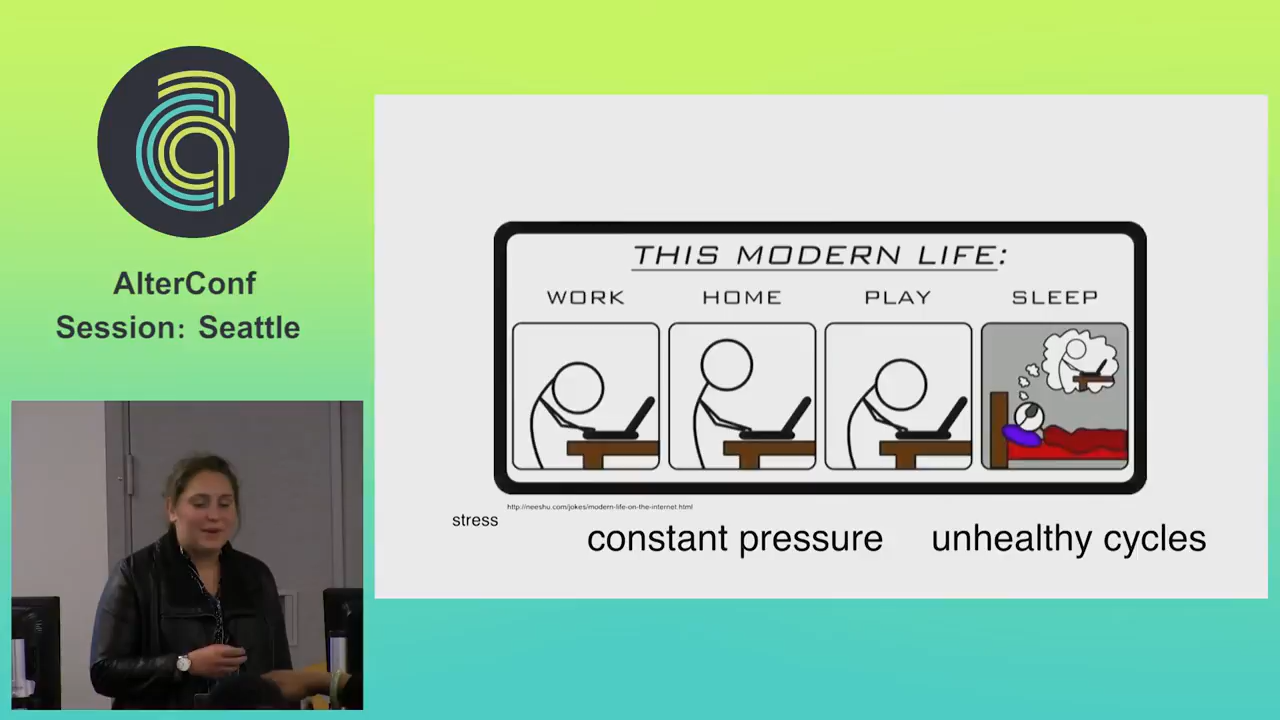 AlterConf
Session: Seattle
THIS MODERN LIFE:
WORK HOME PLAY SLEEP
http://neeshu.com/jokes/modern-life-on-the-internet.html
stress
constant pressure unhealthy cycles